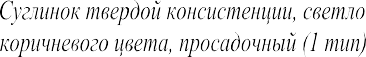 Суглинок твердой консистенции, светло
коричневого цвета, просадочный (1 тип)